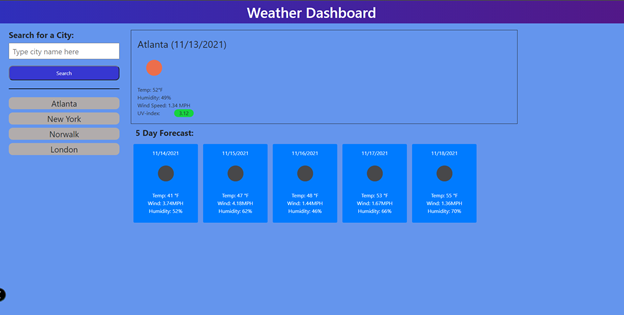 Weather Dashboard
Search for a City:
Type city name here
Search
Atlanta
New York
Norwalk
London
Atlanta (11/13/2021)
Temp: 52°F
Humidity: 49%
Wind Speed: 1.34 MPH
UV-Index: 3.12
5 Day Forecast:
11/14/2021
Temp: 41 °F
Wind: 3.74MPH
Humidity: 52%
11/15/2021
Temp: 47 °F
Wind: 4.18MPH
Humidity: 62%
11/16/2021
Temp: 48 °F
Wind: 1.44MPH
Humidity: 46%
11/17/2021
Temp: 53 °F
Wind: 1.67MPH
Humidity: 66%
11/18/2021
Temp: 55 °F
Wind: 1.36MPH
Humidity: 70%